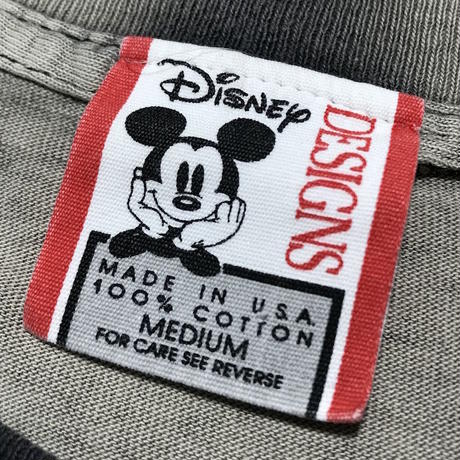 Disney
DESIGNS
MADE IN U.S.A.
100% COTTON
MEDIUM
FOR CARE SEE REVERSE